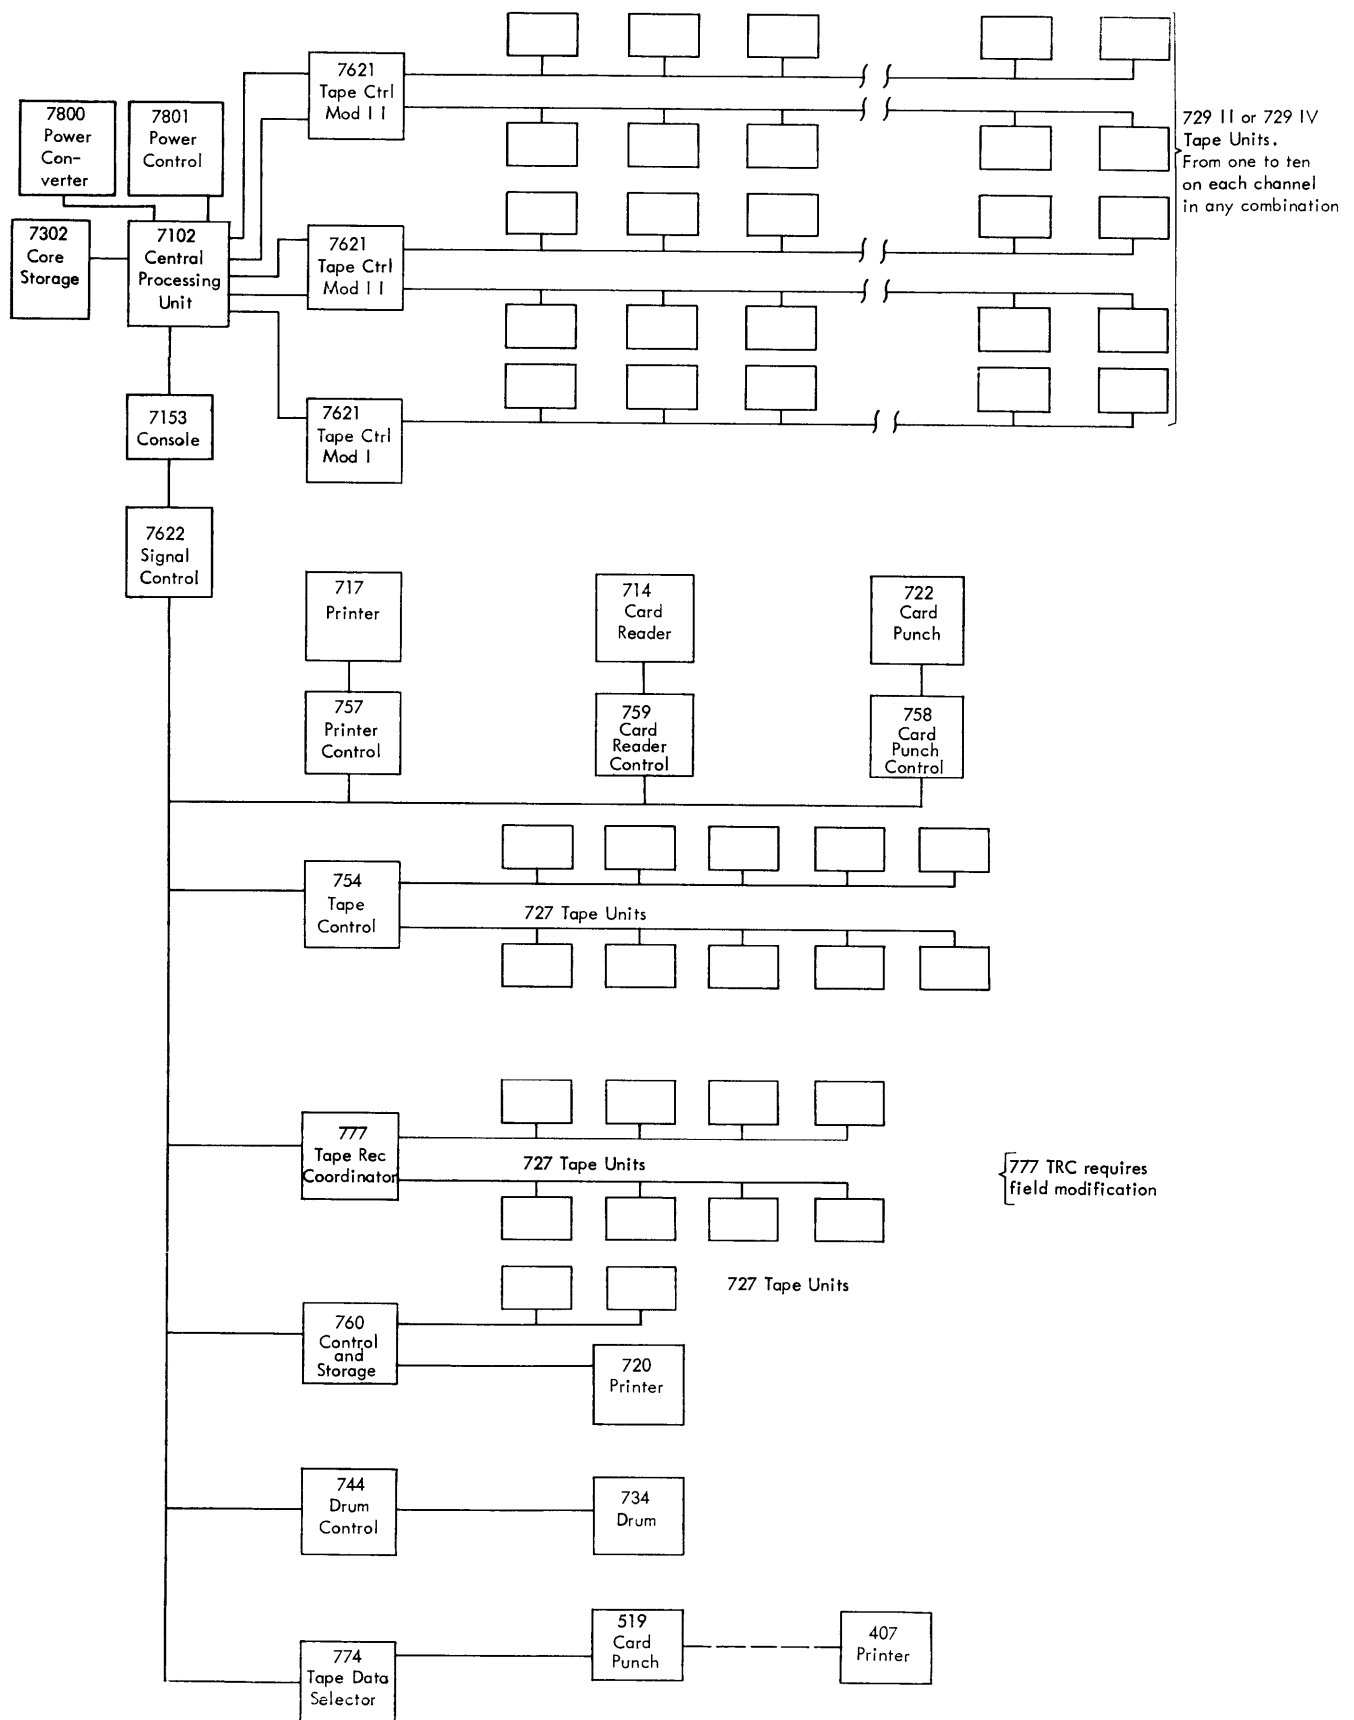 7621
Tape Ctrl
Mod II
7800
Power
Con-
verter
7801
Power
Control
729 II or 729 IV
Tape Units.
From one to ten
on each channel
in any combination
7302
Core
Storage
7102
Central
Processing
Unit
7621
Tape Ctrl
Mod II
7153
Console
7621
Tape Ctrl
Mod I
7622
Signal
Control
717
Printer
714
Card
Reader
722
Card
Punch
757
Printer
Control
759
Card
Reader
Control
758
Card
Punch
Control
754
Tape
Control
727 Tape Units
777
Tape Rec
Coordinator
727 Tape Units
777 TRC requires
field modification
727 Tape Units
760
Control
and
Storage
720
Printer
744
Drum
Control
734
Drum
774
Tape Data
Selector
519
Card
Punch
407
Printer